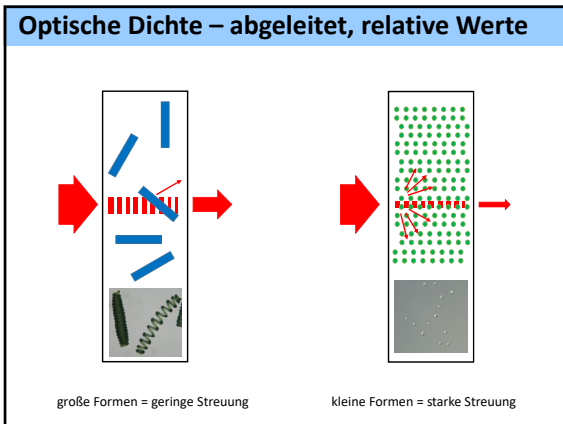 Optische Dichte – abgeleitet, relative Werte
große Formen = geringe Streuung
kleine Formen = starke Streuung